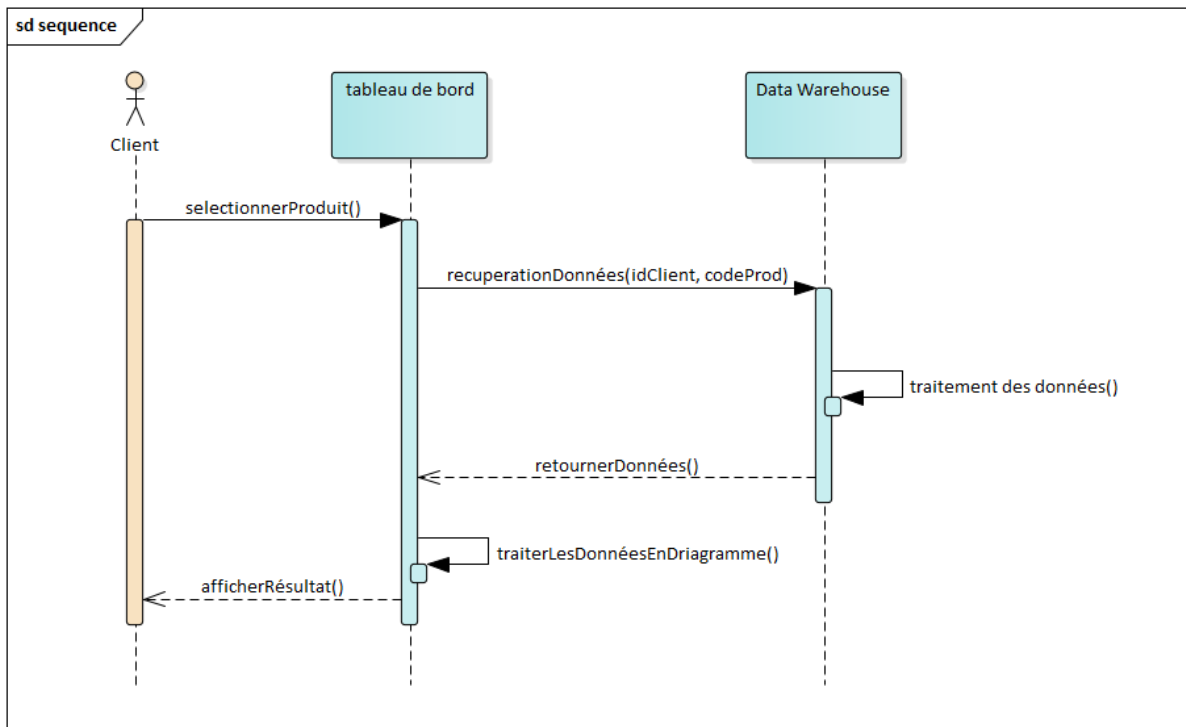 sd sequence
Client
tableau de bord
Data Warehouse
selectionnerProduit()
recuperationDonnées(idClient, codeProd)
traitement des données()
retournerDonnées()
traiterLesDonnéesEnDriagramme()
afficherRésultat()